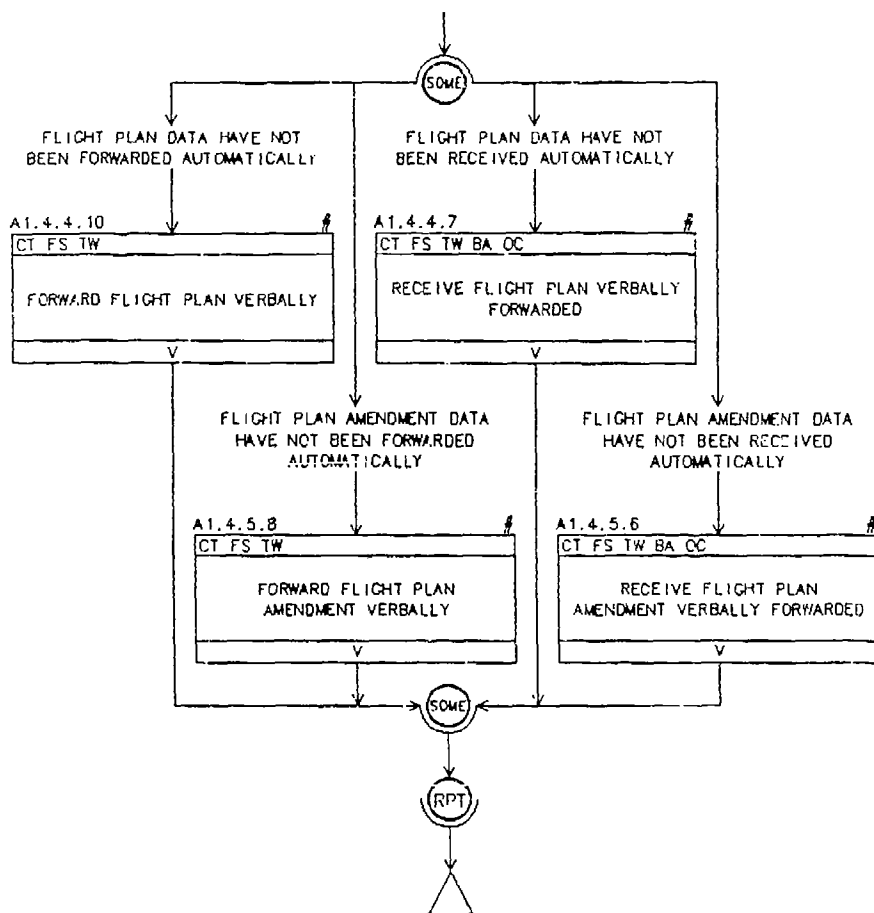 SOME
FLIGHT PLAN DATA HAVE NOT
BEEN FORWARDED AUTOMATICALLY
FLIGHT PLAN DATA HAVE NOT
BEEN RECEIVED AUTOMATICALLY
A1.4.4.10
CT FS TW
FORWARD FLIGHT PLAN VERBALLY
V
A1.4.4.7
CT FS TW BA OC
RECEIVE FLIGHT PLAN VERBALLY
FORWARDED
V
FLIGHT PLAN AMENDMENT DATA
HAVE NOT BEEN FORWARDED
AUTOMATICALLY
FLIGHT PLAN AMENDMENT DATA
HAVE NOT BEEN RECEIVED
AUTOMATICALLY
A1.4.5.8
CT FS TW
FORWARD FLIGHT PLAN
AMENDMENT VERBALLY
V
A1.4.5.6
CT FS TW BA OC
RECEIVE FLIGHT PLAN
AMENDMENT VERBALLY FORWARDED
V
SOME
RPT